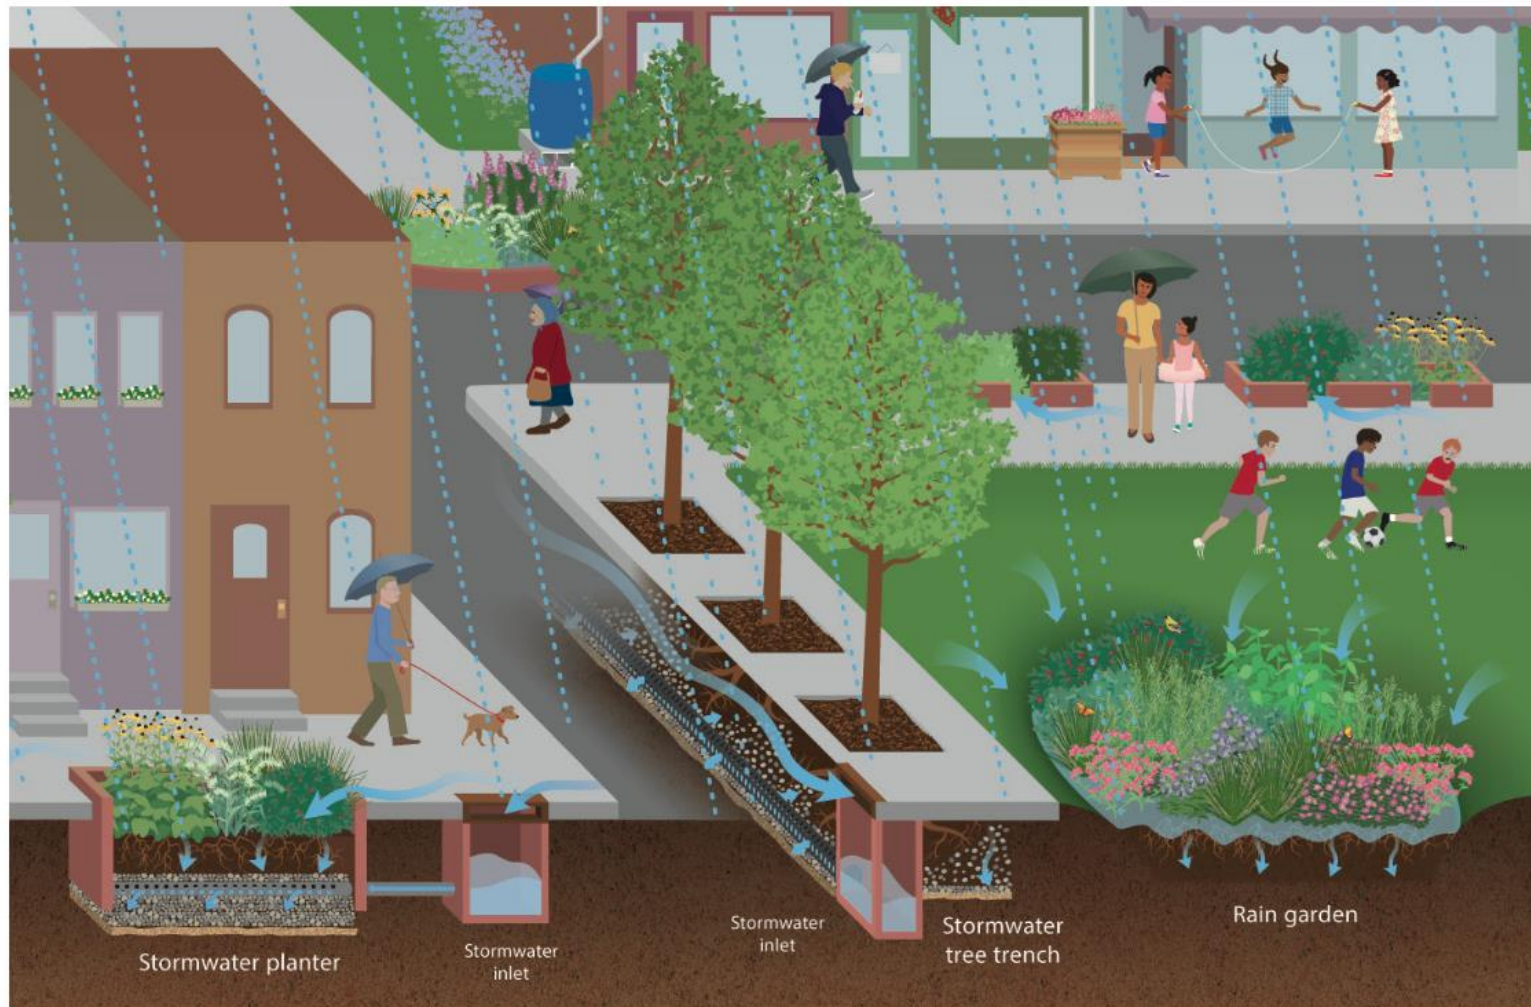 Stormwater planter
Stormwater
inlet
Stormwater
inlet
Stormwater
tree trench
Rain garden